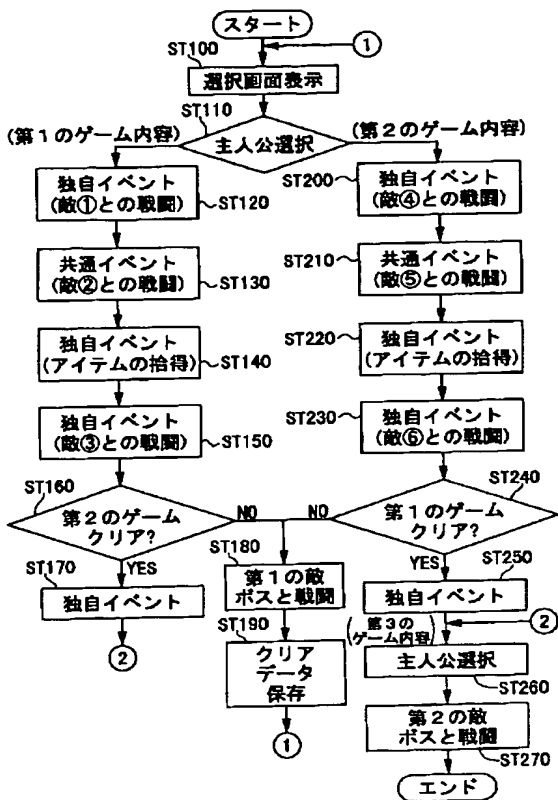 スタート
①
ST100
選択画面表示
ST110
(第1のゲーム内容)
主人公選択
(第2のゲーム内容)
独自イベント
(敵①との戦闘)
ST120
共通イベント
(敵②との戦闘)
ST130
独自イベント
(アイテムの拾得)
ST140
独自イベント
(敵③との戦闘)
ST150
ST160
第2のゲーム
クリア?
NO
YES
ST170
独自イベント
②
ST200
独自イベント
(敵④との戦闘)
ST210
共通イベント
(敵⑤との戦闘)
ST220
独自イベント
(アイテムの拾得)
ST230
独自イベント
(敵⑥との戦闘)
ST240
第1のゲーム
クリア?
NO
YES
ST180
第1の敵
ボスと戦闘
ST190
クリア
データ
保存
①
ST250
独自イベント
(第3の
ゲーム内容)
②
主人公選択
ST260
第2の敵
ボスと戦闘
ST270
エンド